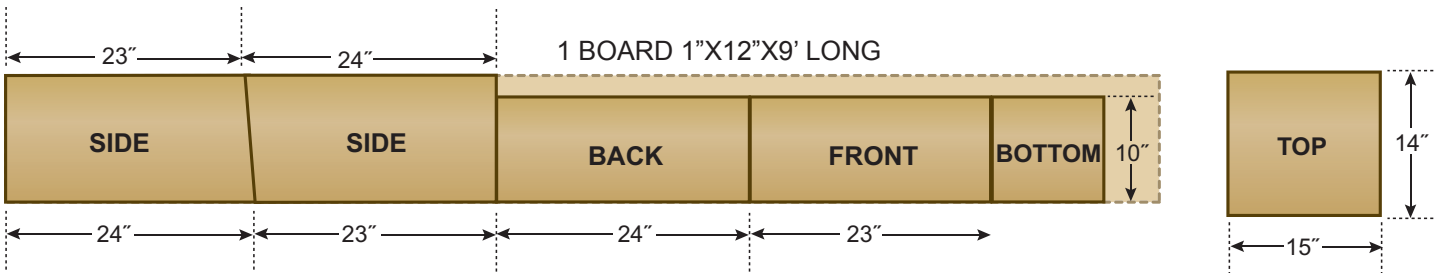 23″
24″
1 BOARD 1”X12”X9’ LONG
SIDE
SIDE
BACK
FRONT
BOTTOM
10″
TOP
14″
24″
23″
24″
23″
15″